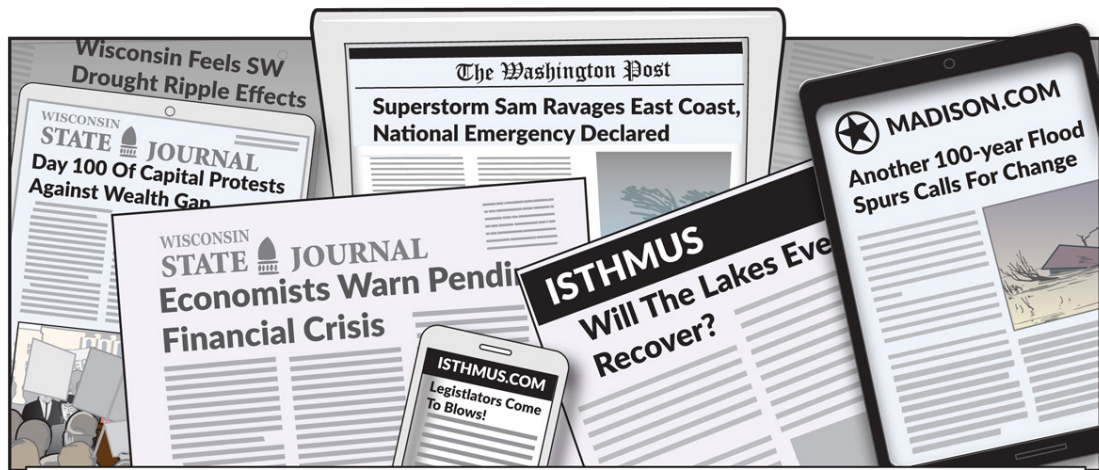 Wisconsin Feels SW
Drought Ripple Effects
WISCONSIN
STATE JOURNAL
Day 100 Of Capital Protests
Against Wealth Gap
The Washington Post
Superstorm Sam Ravages East Coast,
National Emergency Declared
MADISON.COM
Another 100-year Flood
Spurs Calls For Change
WISCONSIN
STATE JOURNAL
Economists Warn Pendin
Financial Crisis
ISTHMUS
Will The Lakes Eve
Recover?
ISTHMUS.COM
Legistlators Come
To Blows!